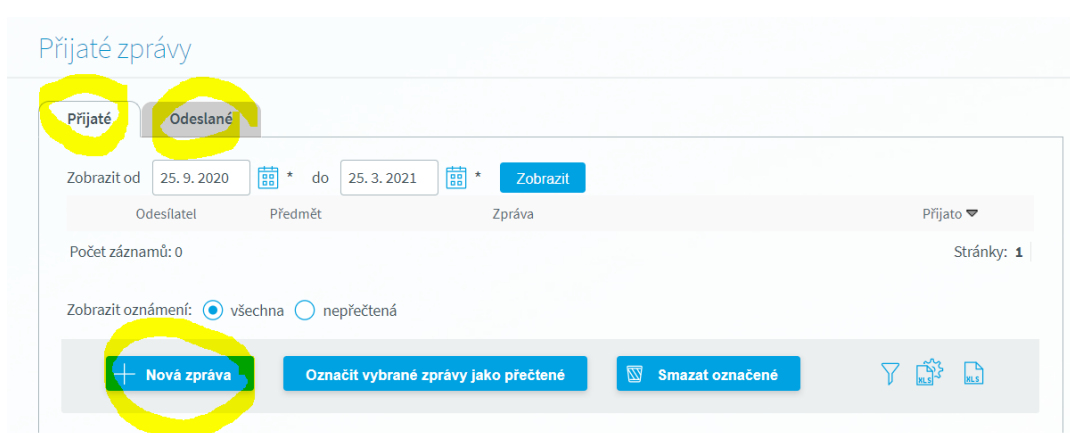 Přijaté zprávy
Přijaté Odeslané
Zobrazit od 25. 9. 2020 * do 25. 3. 2021 * Zobrazit
Odesílatel Předmět Zpráva Přijato
Počet záznamů: 0 Stránky: 1
Zobrazit oznámení: všechna nepřečtená
Nová zpráva Označit vybrané zprávy jako přečtené Smazat označené XLS XLS